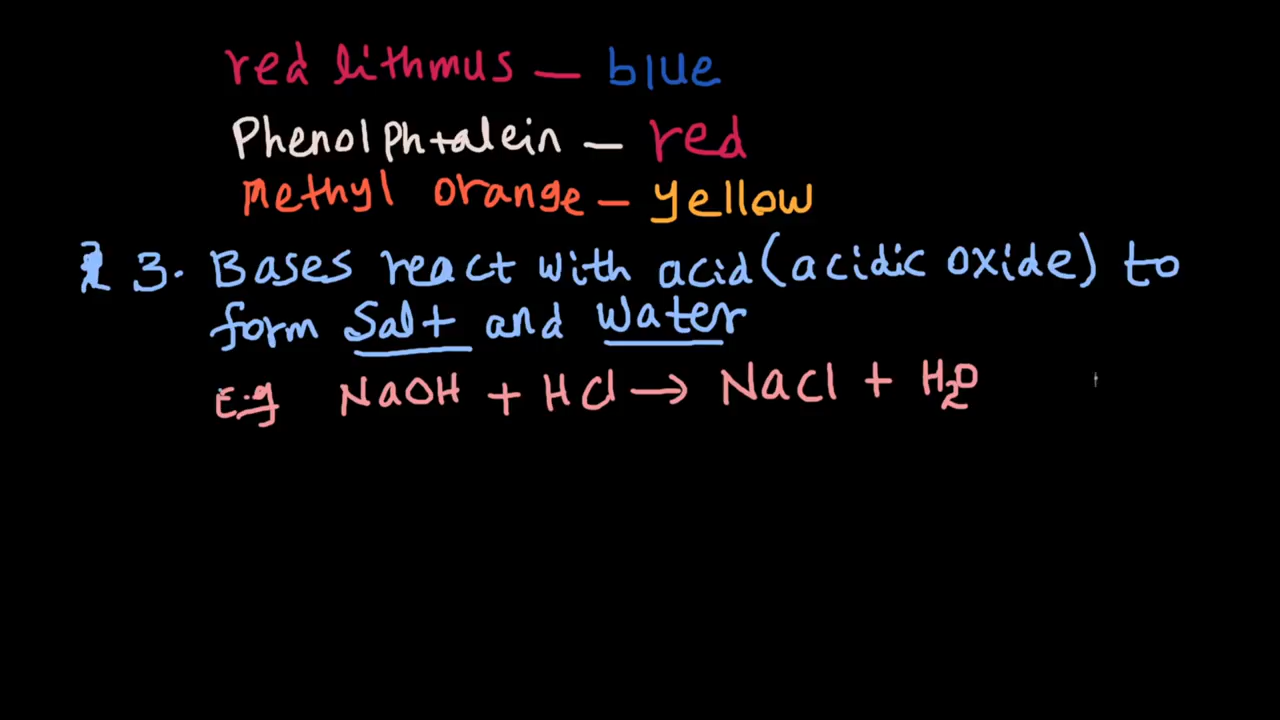 red lithmus — blue
Phenolphtalein — red
Methyl orange — yellow
3. Bases react with acid (acidic oxide) to
form Salt and Water
E.g NaOH + HCl → NaCl + H₂O